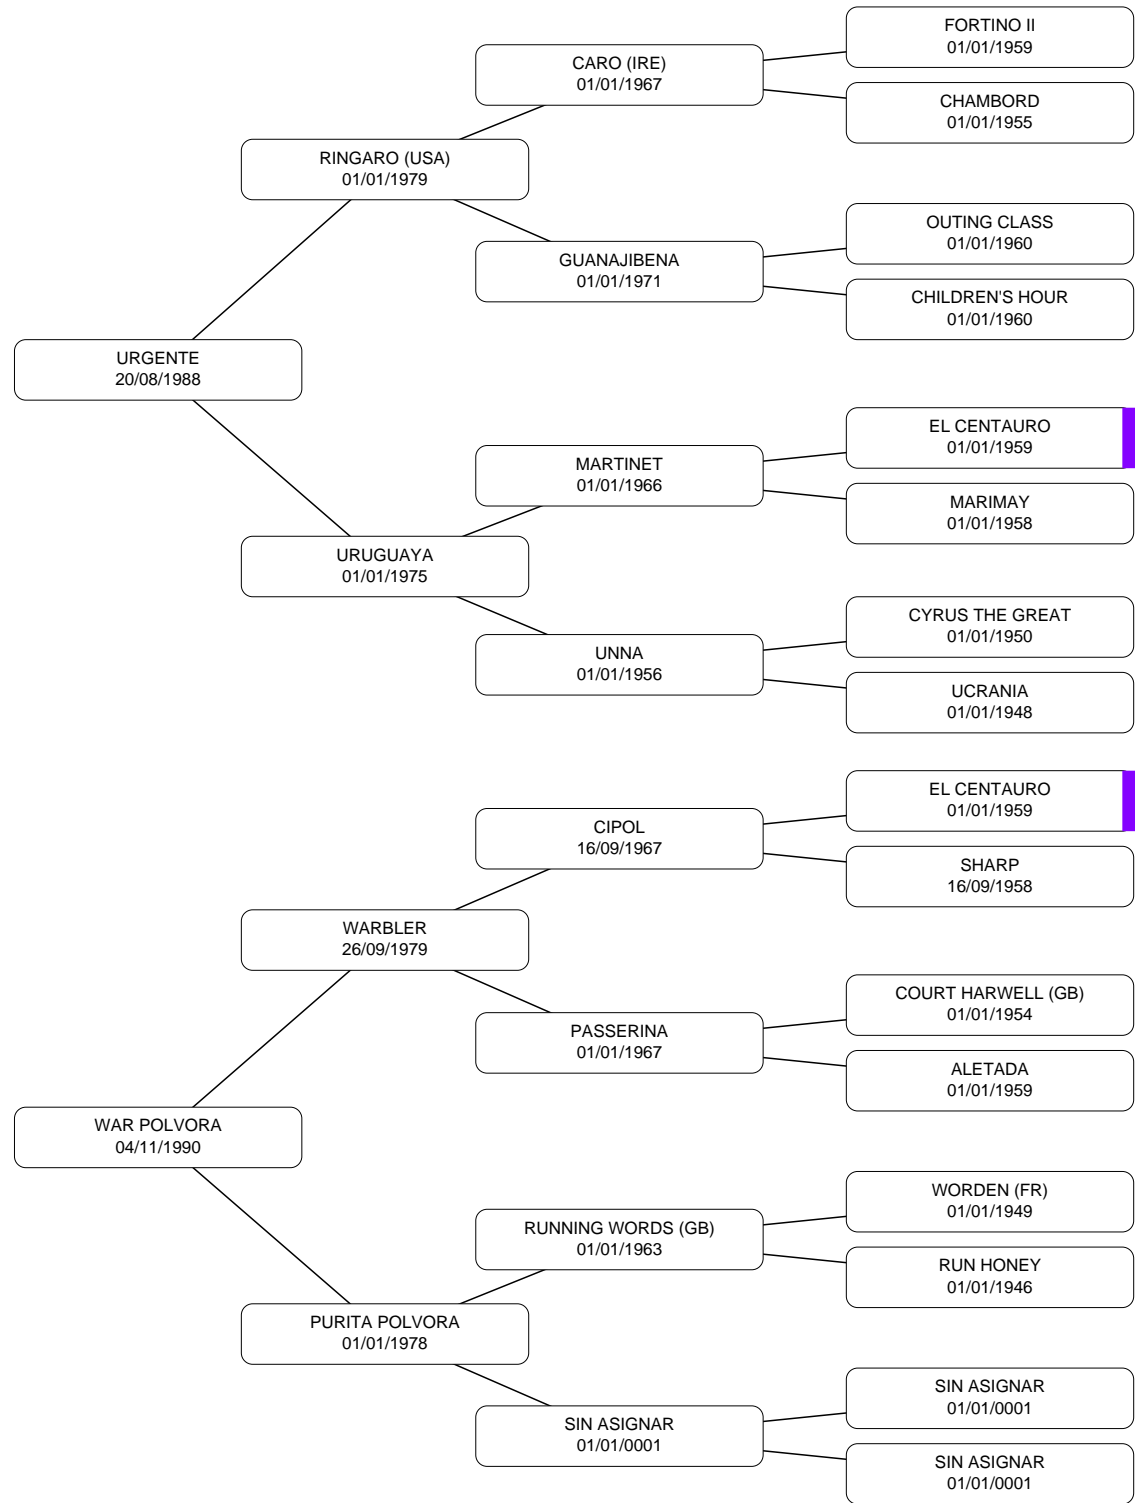 FORTINO II
01/01/1959
CARO (IRE)
01/01/1967
CHAMBORD
01/01/1955
RINGARO (USA)
01/01/1979
OUTING CLASS
01/01/1960
GUANAJIBENA
01/01/1971
CHILDREN'S HOUR
01/01/1960
URGENTE
20/08/1988
EL CENTAURO
01/01/1959
MARTINET
01/01/1966
MARIMAY
01/01/1958
URUGUAYA
01/01/1975
CYRUS THE GREAT
01/01/1950
UNNA
01/01/1956
UCRANIA
01/01/1948
EL CENTAURO
01/01/1959
CIPOL
16/09/1967
SHARP
16/09/1958
WARBLER
26/09/1979
COURT HARWELL (GB)
01/01/1954
PASSERINA
01/01/1967
ALETADA
01/01/1959
WAR POLVORA
04/11/1990
WORDEN (FR)
01/01/1949
RUNNING WORDS (GB)
01/01/1963
RUN HONEY
01/01/1946
PURITA POLVORA
01/01/1978
SIN ASIGNAR
01/01/0001
SIN ASIGNAR
01/01/0001
SIN ASIGNAR
01/01/0001